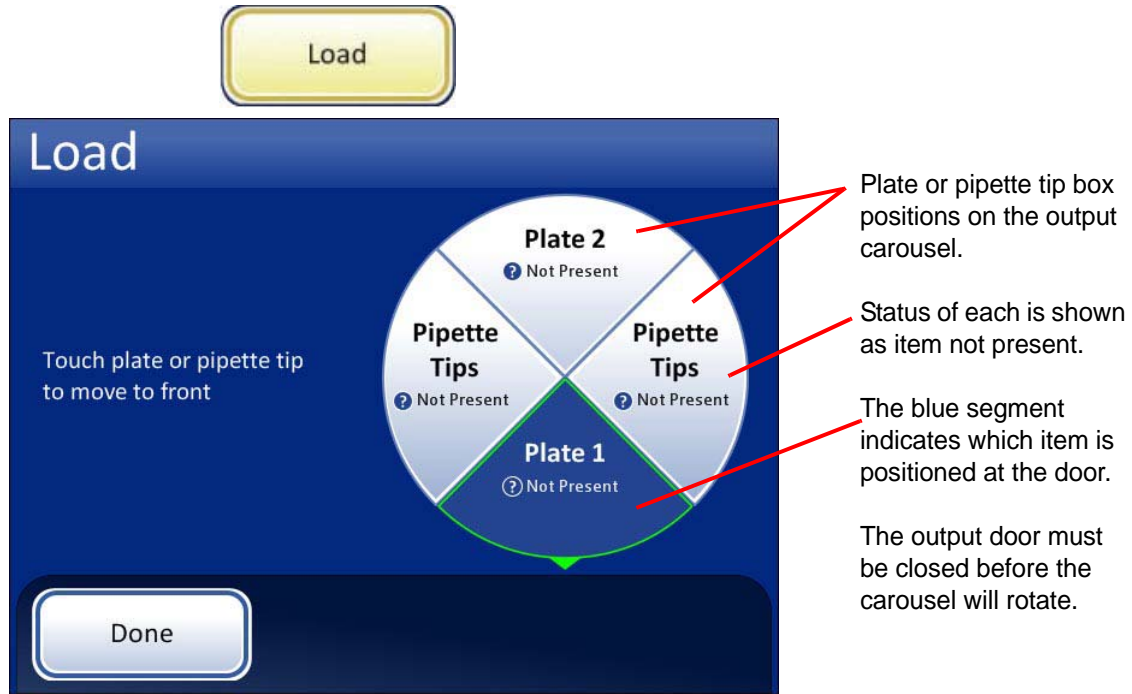 Load
Load
Touch plate or pipette tip
to move to front
Plate 2
? Not Present
Pipette
Tips
? Not Present
Pipette
Tips
? Not Present
Plate 1
? Not Present
Done
Plate or pipette tip box
positions on the output
carousel.
Status of each is shown
as item not present.
The blue segment
indicates which item is
positioned at the door.
The output door must
be closed before the
carousel will rotate.